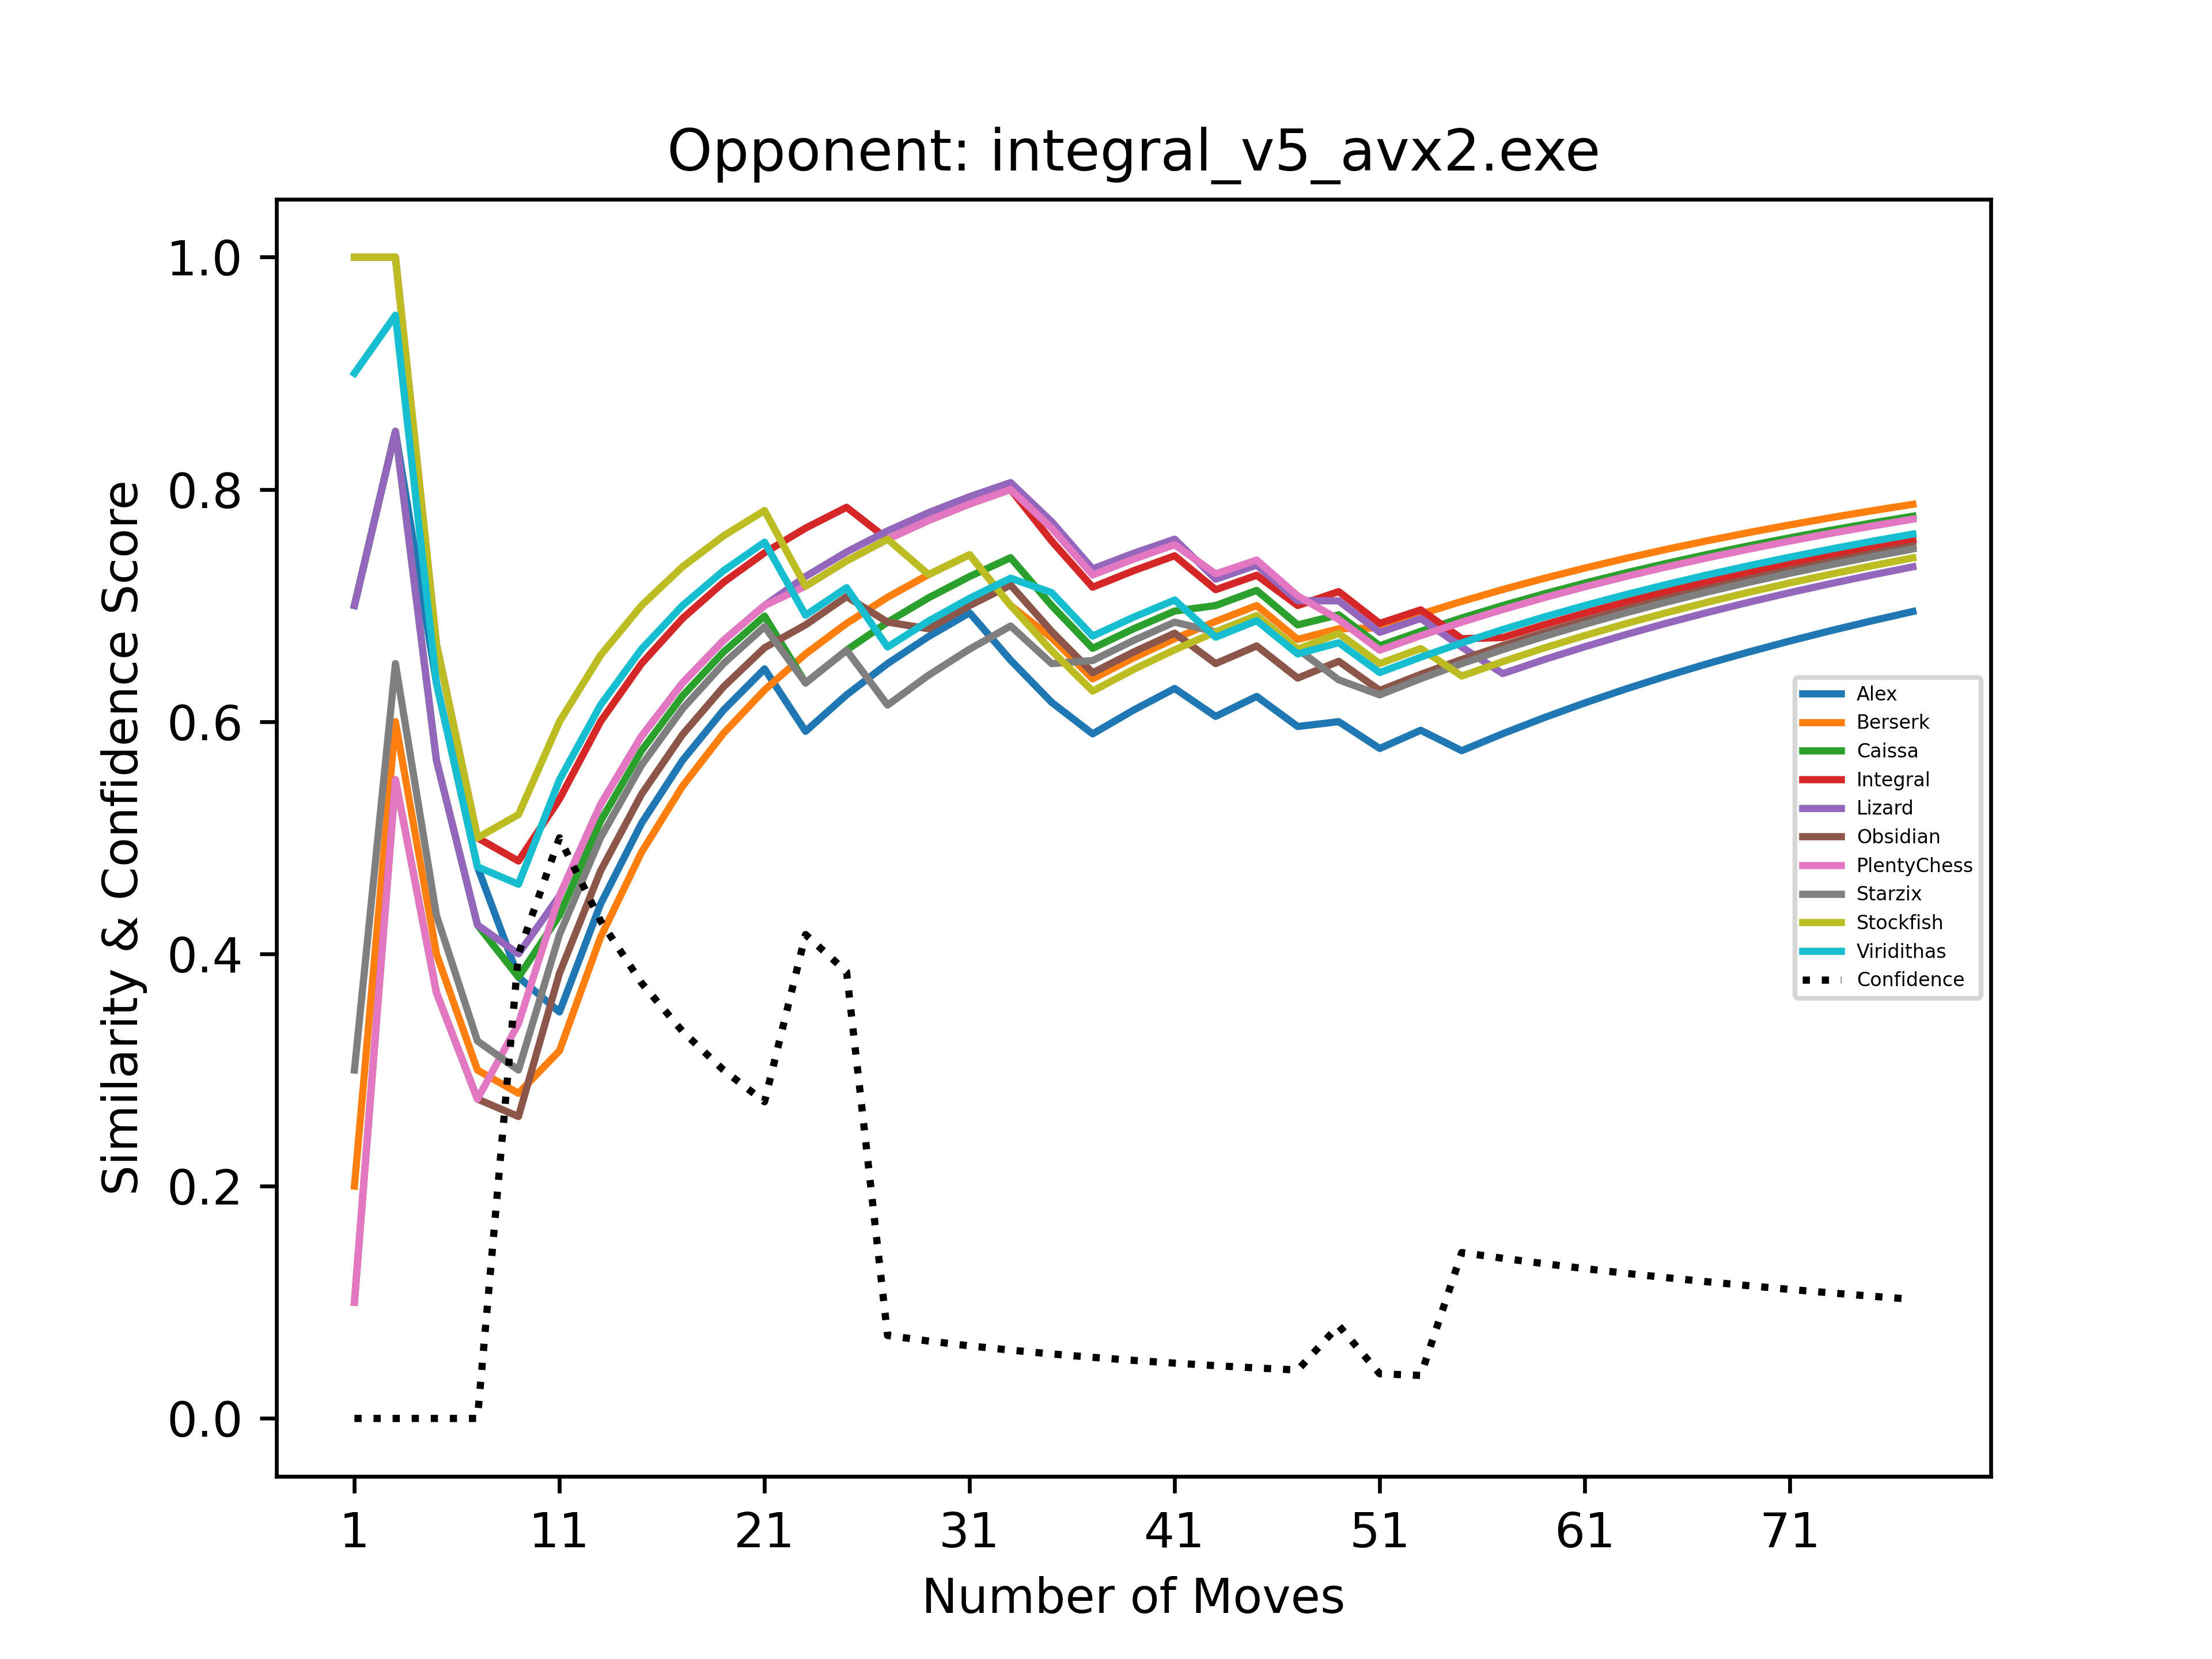 Opponent: integral_v5_avx2.exe
Similarity & Confidence Score
1.0
0.8
0.6
0.4
0.2
0.0
Alex
Berserk
Caissa
Integral
Lizard
Obsidian
PlentyChess
Starzix
Stockfish
Viridithas
Confidence
1 11 21 31 41 51 61 71
Number of Moves